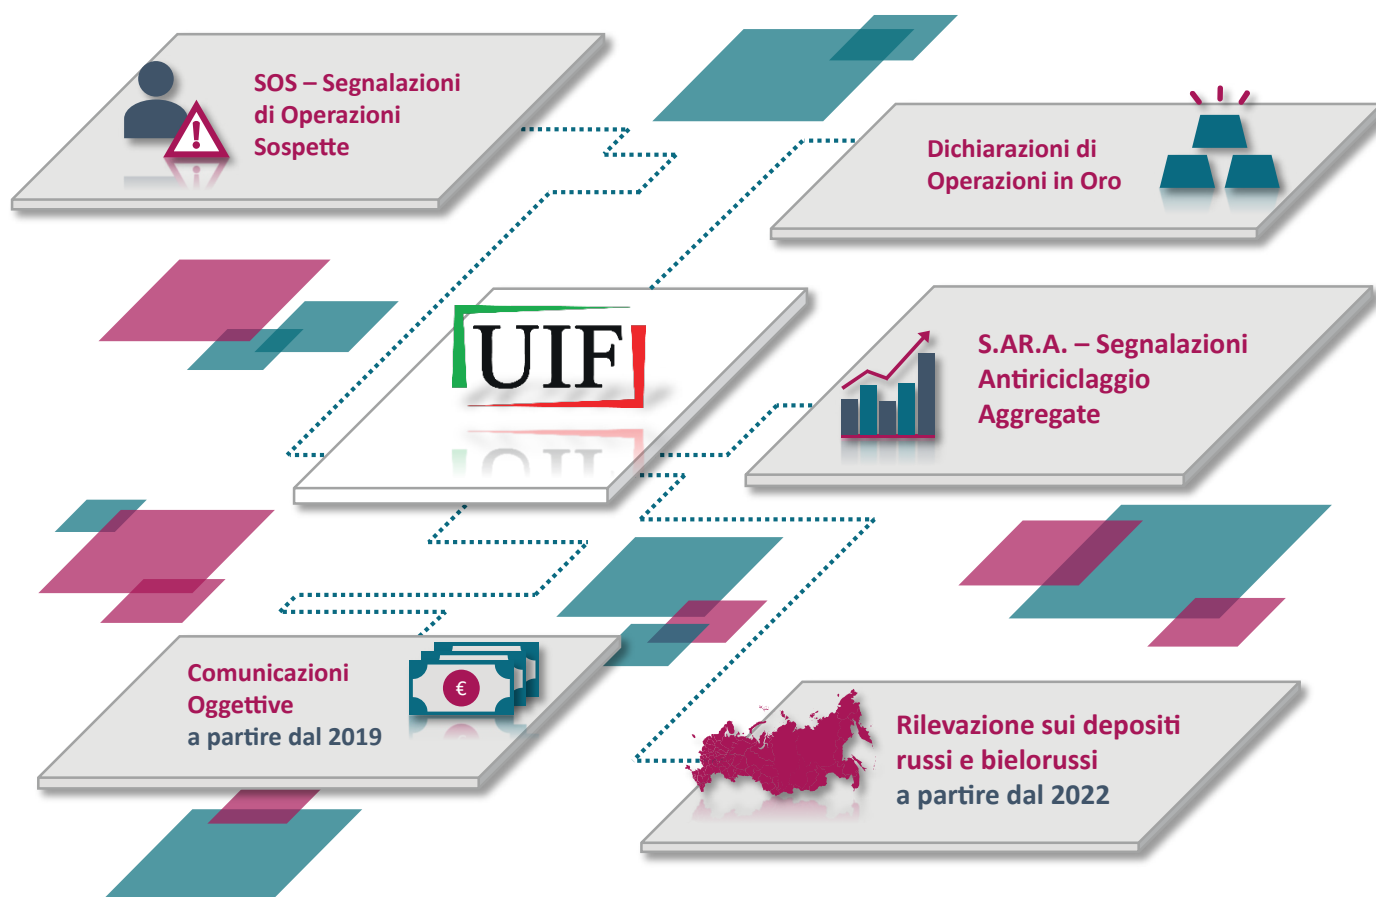 SOS – Segnalazioni
di Operazioni
Sospette
Dichiarazioni di
Operazioni in Oro
UIF
S.AR.A. – Segnalazioni
Antiriciclaggio
Aggregate
Comunicazioni
Oggettive
a partire dal 2019
€
Rilevazione sui depositi
russi e bielorussi
a partire dal 2022